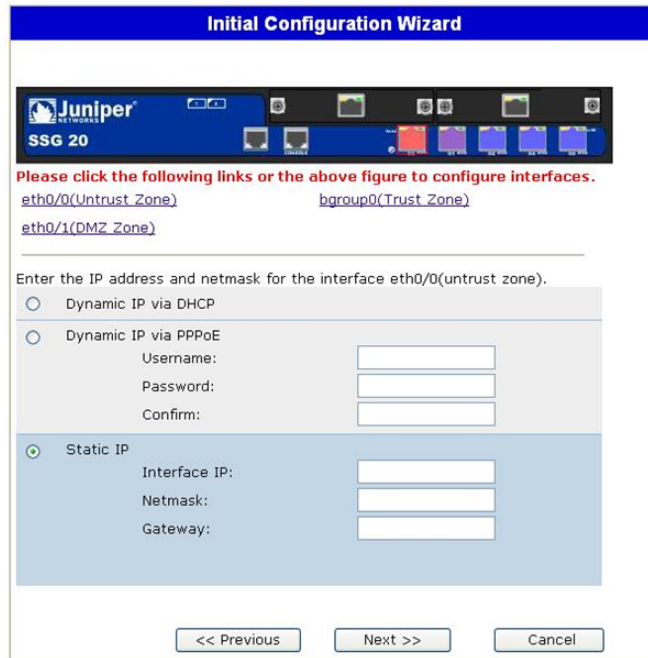 Initial Configuration Wizard
Juniper
NETWORKS
SSG 20
CONSOLE
Please click the following links or the above figure to configure interfaces.
eth0/0(Untrust Zone)
bgroup0(Trust Zone)
eth0/1(DMZ Zone)
Enter the IP address and netmask for the interface eth0/0(untrust zone).
Dynamic IP via DHCP
Dynamic IP via PPPoE
Username:
Password:
Confirm:
Static IP
Interface IP:
Netmask:
Gateway:
<< Previous
Next >>
Cancel